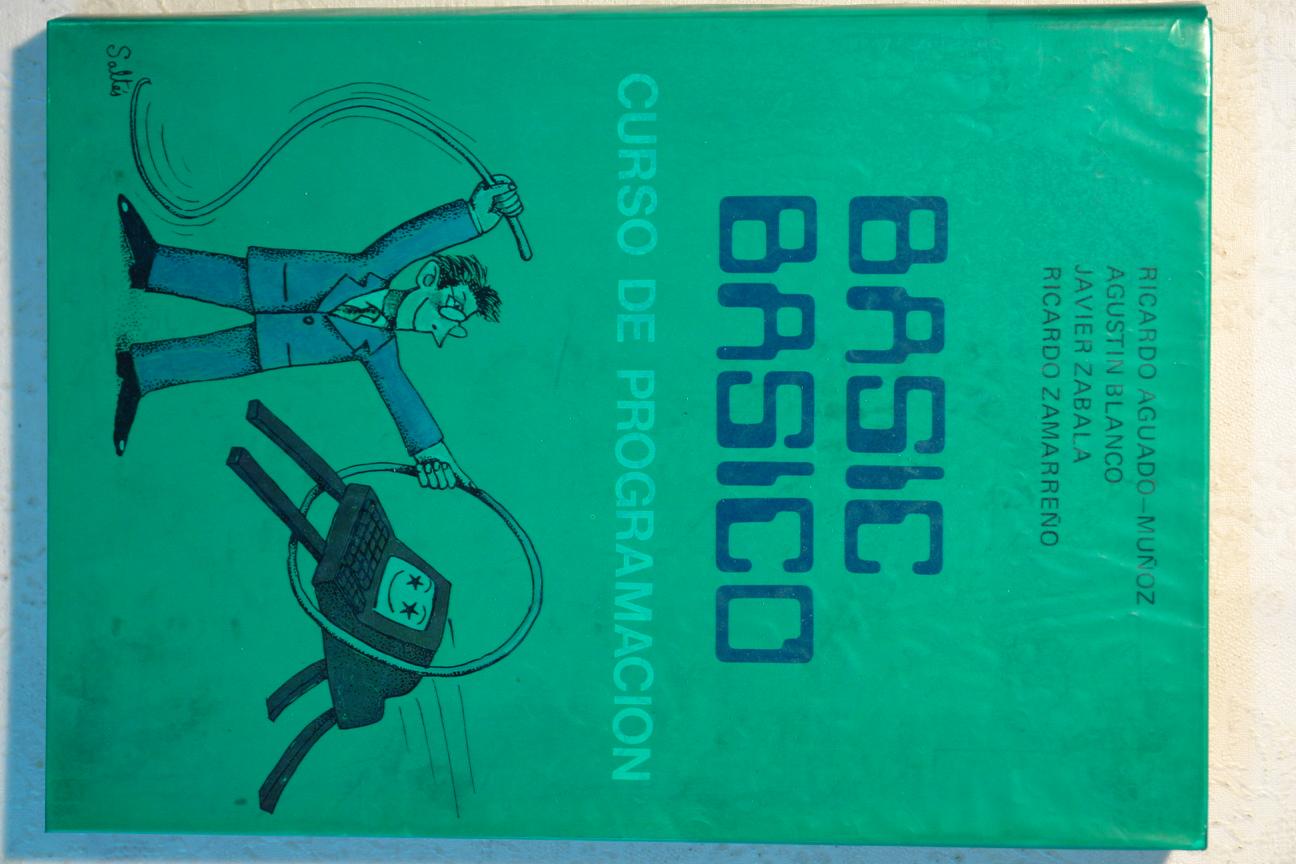 RICARDO AGUADO-MUÑOZ
AGUSTIN BLANCO
JAVIER ZABALA
RICARDO ZAMARREÑO
BASIC
BASICO
CURSO DE PROGRAMACION
Saltés